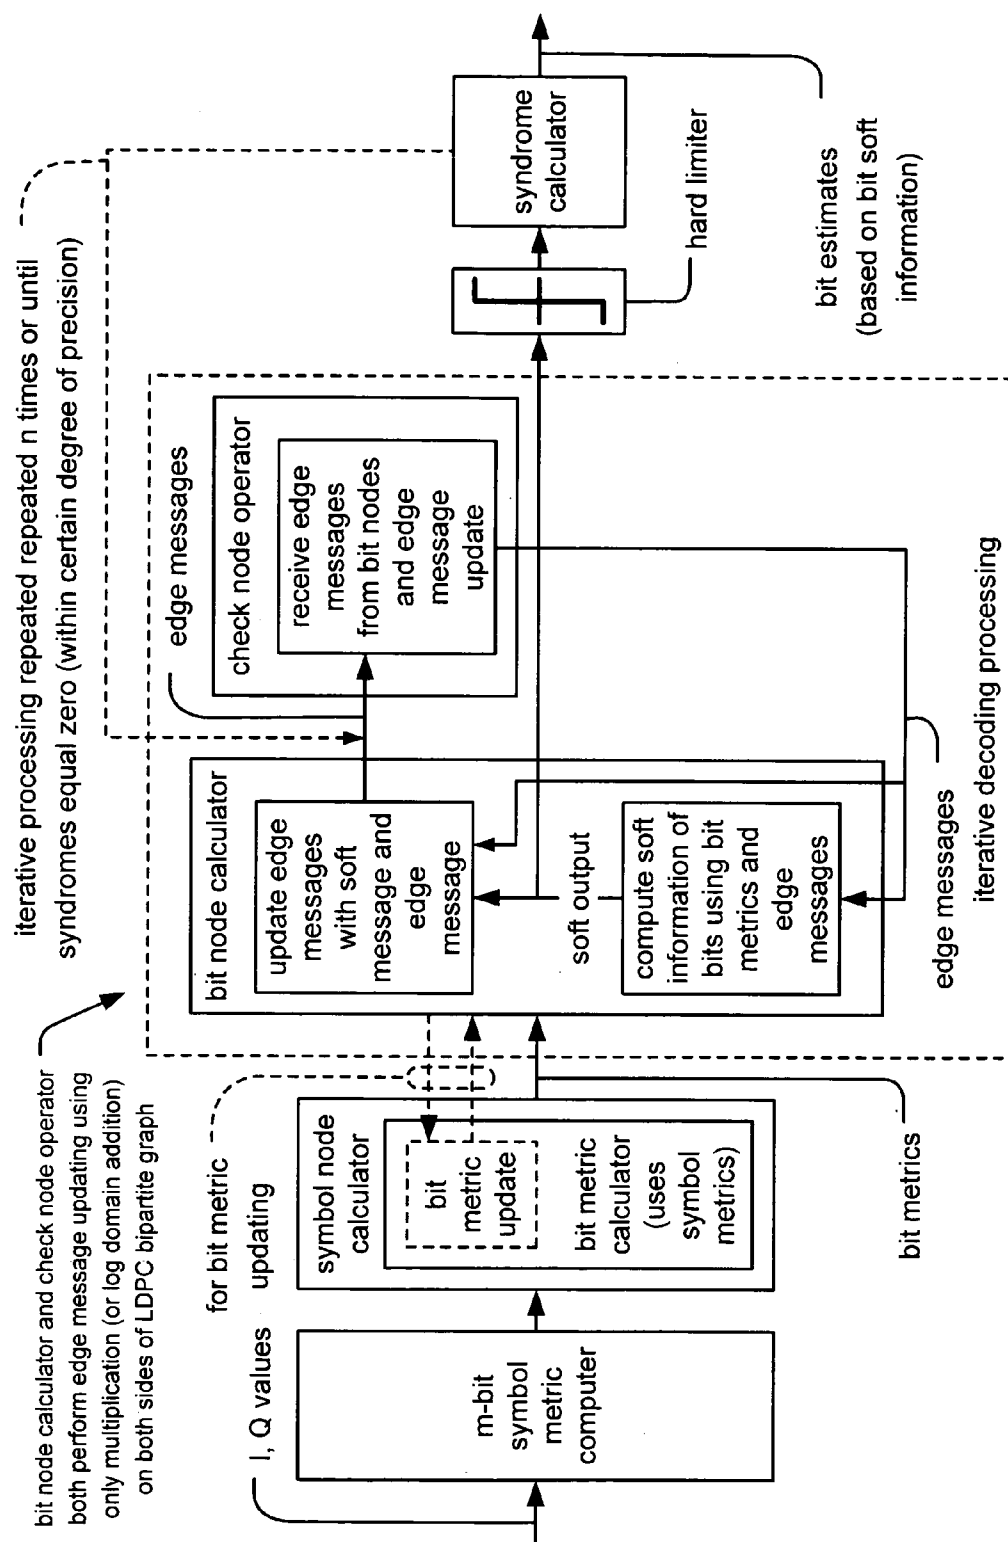 bit node calculator and check node operator
both perform edge message updating using
only multiplication (or log domain addition)
on both sides of LDPC bipartite graph
iterative processing repeated repeated n times or until
syndromes equal zero (within certain degree of precision)
I, Q values
m-bit
symbol
metric
computer
for bit metric
updating
symbol node
calculator
bit
metric
update
bit metric
calculator
(uses
symbol
metrics)
bit metrics
bit node calculator
update edge
messages
with soft
message and
edge
message
soft output
compute soft
information of
bits using bit
metrics and
edge
messages
edge messages
check node operator
receive edge
messages
from bit nodes
and edge
message
update
edge messages
iterative decoding processing
hard limiter
syndrome
calculator
bit estimates
(based on bit soft
information)